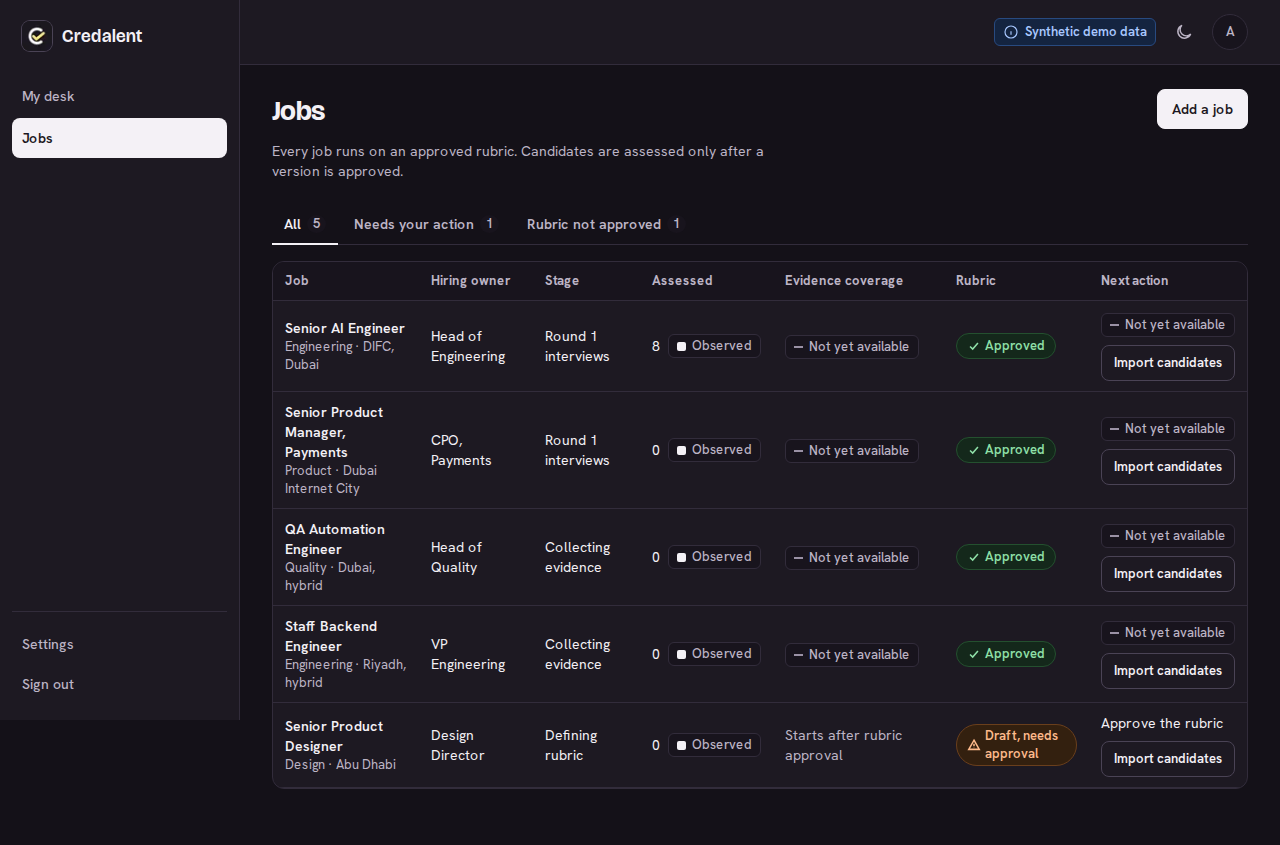 Credalent
Synthetic demo data
A
My desk
Jobs
Settings
Sign out
Jobs
Add a job
Every job runs on an approved rubric. Candidates are assessed only after a
version is approved.
All 5
Needs your action 1
Rubric not approved 1
Job
Hiring owner
Stage
Assessed
Evidence coverage
Rubric
Next action
Senior AI Engineer
Engineering · DIFC,
Dubai
Head of
Engineering
Round 1
interviews
8 Observed
Not yet available
Approved
Not yet available
Import candidates
Senior Product
Manager,
Payments
Product · Dubai
Internet City
CPO,
Payments
Round 1
interviews
0 Observed
Not yet available
Approved
Not yet available
Import candidates
QA Automation
Engineer
Quality · Dubai,
hybrid
Head of
Quality
Collecting
evidence
0 Observed
Not yet available
Approved
Not yet available
Import candidates
Staff Backend
Engineer
Engineering · Riyadh,
hybrid
VP
Engineering
Collecting
evidence
0 Observed
Not yet available
Approved
Not yet available
Import candidates
Senior Product
Designer
Design · Abu Dhabi
Design
Director
Defining
rubric
0 Observed
Starts after rubric
approval
Draft, needs
approval
Approve the rubric
Import candidates